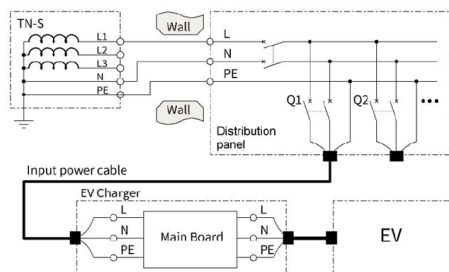 TN-S
L1
L2
L3
N
PE
Wall
Wall
L
N
PE
Q1
Q2
Distribution
panel
Input power cable
EV Charger
L
N
PE
Main Board
L
N
PE
EV